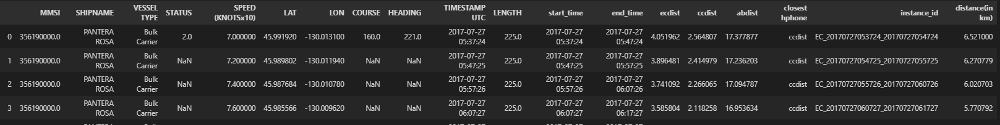 MMSI SHIPNAME VESSEL TYPE STATUS SPEED (KNOTSx10) LAT LON COURSE HEADING TIMESTAMP UTC LENGTH start_time end_time ecdist ccdist abdist closest hphone instance_id distance(in km)
0 356190000.0 PANTERA ROSA Bulk Carrier 2.0 7.000000 45.991920 -130.013100 160.0 221.0 2017-07-27 05:37:24 225.0 2017-07-27 05:37:24 2017-07-27 05:47:24 4.051962 2.564807 17.377877 ccdist EC_20170727053724_20170727054724 6.521000
1 356190000.0 PANTERA ROSA Bulk Carrier NaN 7.200000 45.989802 -130.011940 NaN NaN 2017-07-27 05:47:25 225.0 2017-07-27 05:47:25 2017-07-27 05:57:25 3.896481 2.414979 17.236203 ccdist EC_20170727054725_20170727055725 6.270779
2 356190000.0 PANTERA ROSA Bulk Carrier NaN 7.400000 45.987684 -130.010780 NaN NaN 2017-07-27 05:57:26 225.0 2017-07-27 05:57:26 2017-07-27 06:07:26 3.741092 2.266065 17.094787 ccdist EC_20170727055726_20170727060726 6.020703
3 356190000.0 PANTERA ROSA Bulk Carrier NaN 7.600000 45.985566 -130.009620 NaN NaN 2017-07-27 06:07:27 225.0 2017-07-27 06:07:27 2017-07-27 06:17:27 3.585804 2.118258 16.953634 ccdist EC_20170727060727_20170727061727 5.770792